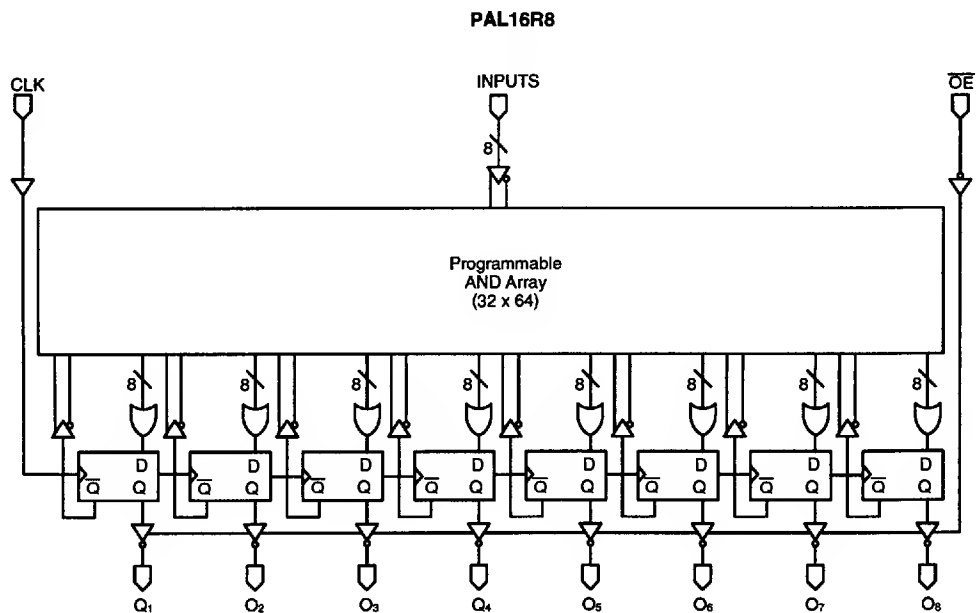 PAL16R8
CLK
INPUTS
OE
8
Programmable
AND Array
(32 x 64)
8 8 8 8 8 8 8 8
D D D D D D D D
Q Q Q Q Q Q Q Q Q Q Q Q Q Q Q Q
Q1 O2 O3 Q4 O5 O6 O7 O8